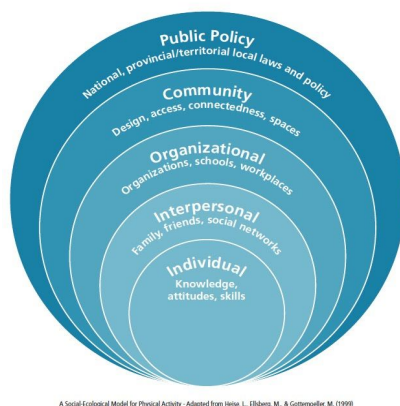 Public Policy
National, provincial/territorial local laws and policy
Community
Design, access, connectedness, spaces
Organizational
Organizations, schools, workplaces
Interpersonal
Family, friends, social networks
Individual
Knowledge,
attitudes, skills
A Social-Ecological Model for Physical Activity - Adapted from Heise, L., Ellsberg, M., & Gottemoeller, M. (1999)